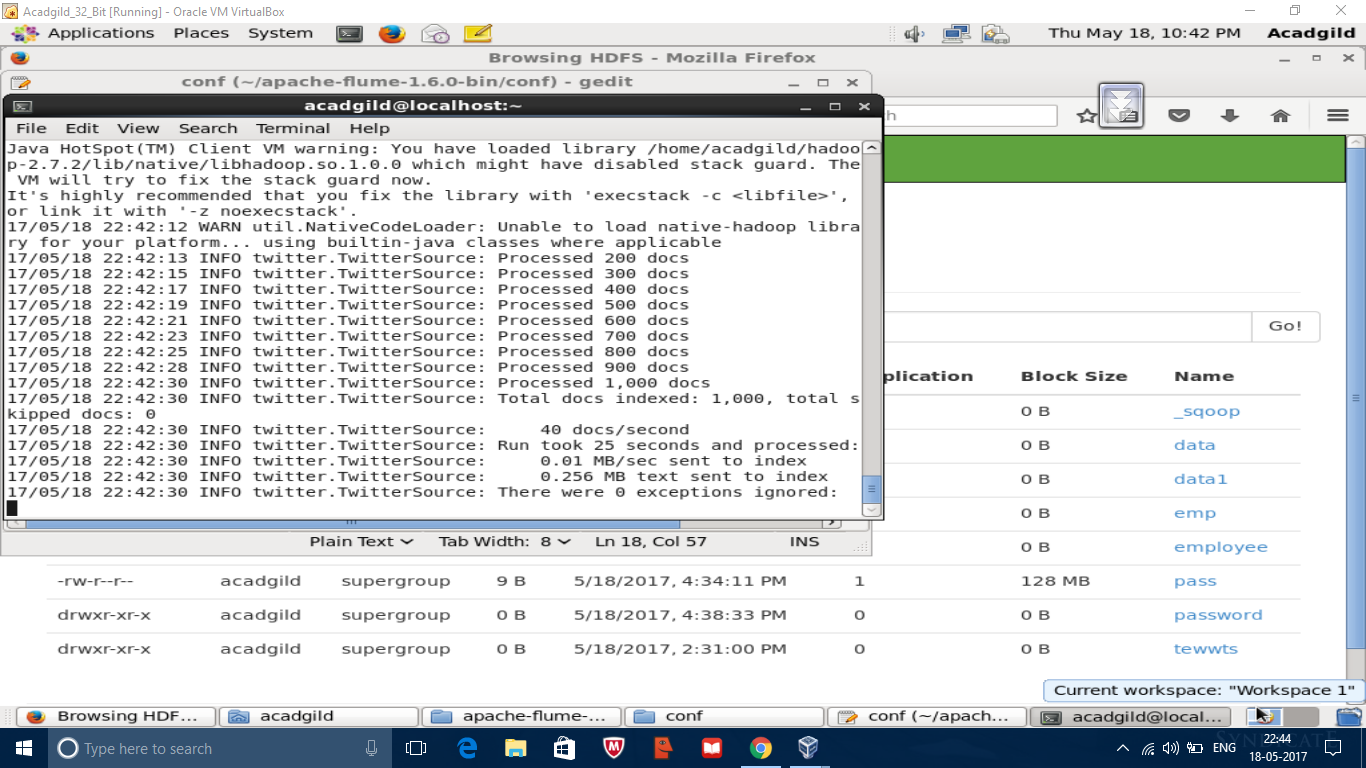 Acadgild_32_Bit [Running] - Oracle VM VirtualBox
Applications Places System Thu May 18, 10:42 PM Acadgild
Browsing HDFS - Mozilla Firefox
conf (~/apache-flume-1.6.0-bin/conf) - gedit
acadgild@localhost:~
File Edit View Search Terminal Help
Java HotSpot(TM) Client VM warning: You have loaded library /home/acadgild/hadoo
p-2.7.2/lib/native/libhadoop.so.1.0.0 which might have disabled stack guard. The
 VM will try to fix the stack guard now.
It's highly recommended that you fix the library with 'execstack -c <libfile>',
or link it with '-z noexecstack'.
17/05/18 22:42:12 WARN util.NativeCodeLoader: Unable to load native-hadoop libra
ry for your platform... using builtin-java classes where applicable
17/05/18 22:42:13 INFO twitter.TwitterSource: Processed 200 docs
17/05/18 22:42:15 INFO twitter.TwitterSource: Processed 300 docs
17/05/18 22:42:17 INFO twitter.TwitterSource: Processed 400 docs
17/05/18 22:42:19 INFO twitter.TwitterSource: Processed 500 docs
17/05/18 22:42:21 INFO twitter.TwitterSource: Processed 600 docs
17/05/18 22:42:23 INFO twitter.TwitterSource: Processed 700 docs
17/05/18 22:42:25 INFO twitter.TwitterSource: Processed 800 docs
17/05/18 22:42:28 INFO twitter.TwitterSource: Processed 900 docs
17/05/18 22:42:30 INFO twitter.TwitterSource: Processed 1,000 docs
17/05/18 22:42:30 INFO twitter.TwitterSource: Total docs indexed: 1,000, total s
kipped docs: 0
17/05/18 22:42:30 INFO twitter.TwitterSource:     40 docs/second
17/05/18 22:42:30 INFO twitter.TwitterSource: Run took 25 seconds and processed:
17/05/18 22:42:30 INFO twitter.TwitterSource:     0.01 MB/sec sent to index
17/05/18 22:42:30 INFO twitter.TwitterSource:     0.256 MB text sent to index
17/05/18 22:42:30 INFO twitter.TwitterSource: There were 0 exceptions ignored:
Plain Text Tab Width: 8 Ln 18, Col 57 INS
h
Go!
plication Block Size Name
0 B _sqoop
0 B data
0 B data1
0 B emp
0 B employee
-rw-r--r-- acadgild supergroup 9 B 5/18/2017, 4:34:11 PM 1 128 MB pass
drwxr-xr-x acadgild supergroup 0 B 5/18/2017, 4:38:33 PM 0 0 B password
drwxr-xr-x acadgild supergroup 0 B 5/18/2017, 2:31:00 PM 0 0 B tewwts
Current workspace: "Workspace 1"
Browsing HDF... acadgild apache-flume-... conf conf (~/apach... acadgild@local...
Type here to search
ENG 22:44
18-05-2017